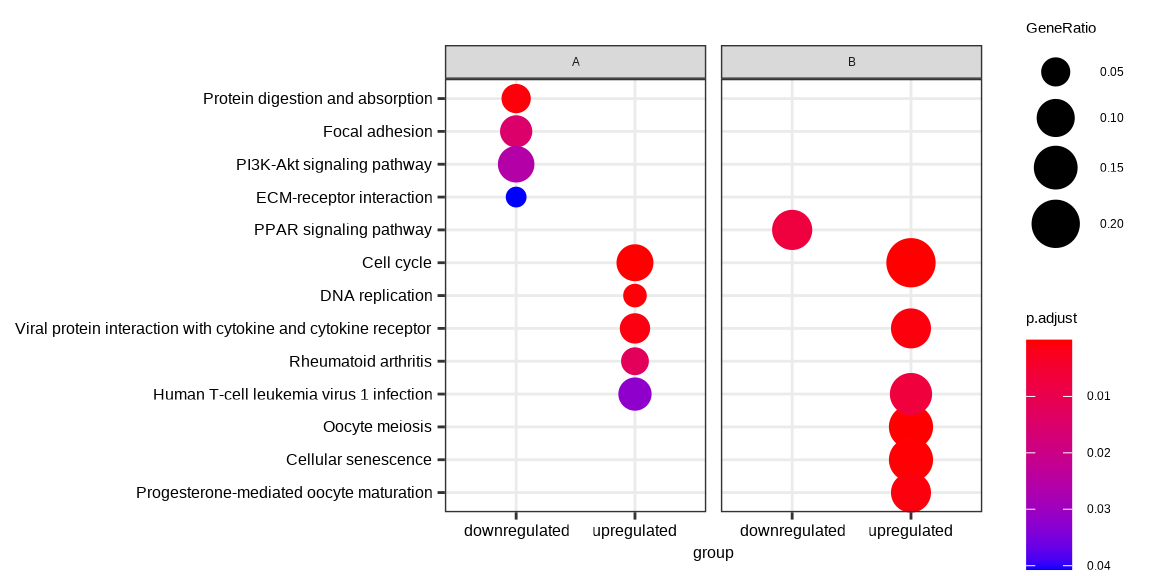 GeneRatio
0.05
0.10
0.15
0.20
A
B
Protein digestion and absorption
Focal adhesion
PI3K-Akt signaling pathway
ECM-receptor interaction
PPAR signaling pathway
Cell cycle
DNA replication
Viral protein interaction with cytokine and cytokine receptor
Rheumatoid arthritis
Human T-cell leukemia virus 1 infection
Oocyte meiosis
Cellular senescence
Progesterone-mediated oocyte maturation
downregulated
upregulated
downregulated
upregulated
group
p.adjust
0.01
0.02
0.03
0.04